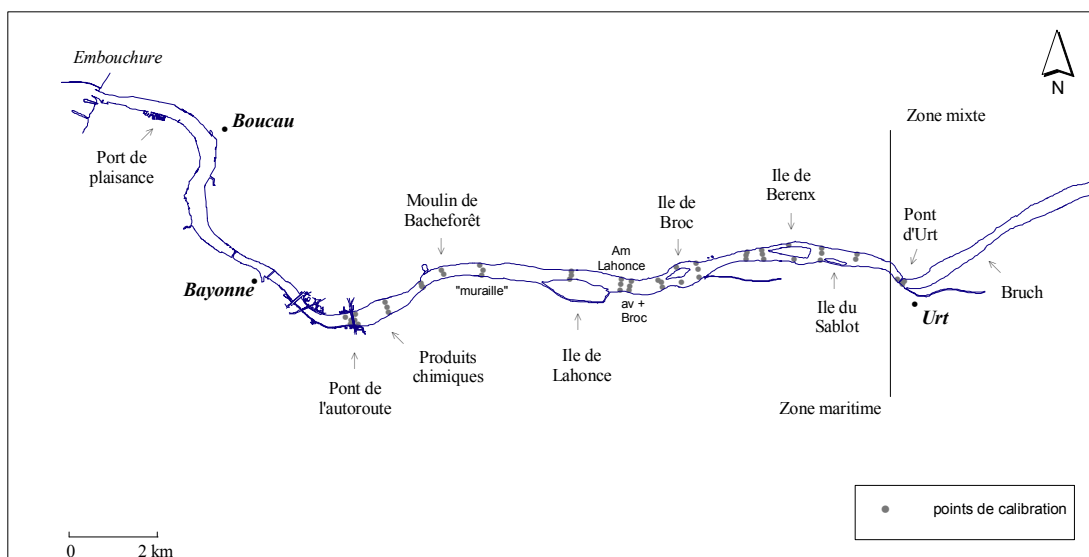 Embouchure
Boucau
Port de
plaisance
Bayonne
Moulin de
Bacheforêt
"muraille"
Produits
chimiques
Pont de
l'autoroute
Ile de
Lahonce
Am
Lahonce
av +
Broc
Ile de
Broc
Ile de
Berenx
Ile du
Sablot
Zone mixte
Zone maritime
Pont
d'Urt
Urt
Bruch
N
points de calibration
0 2 km